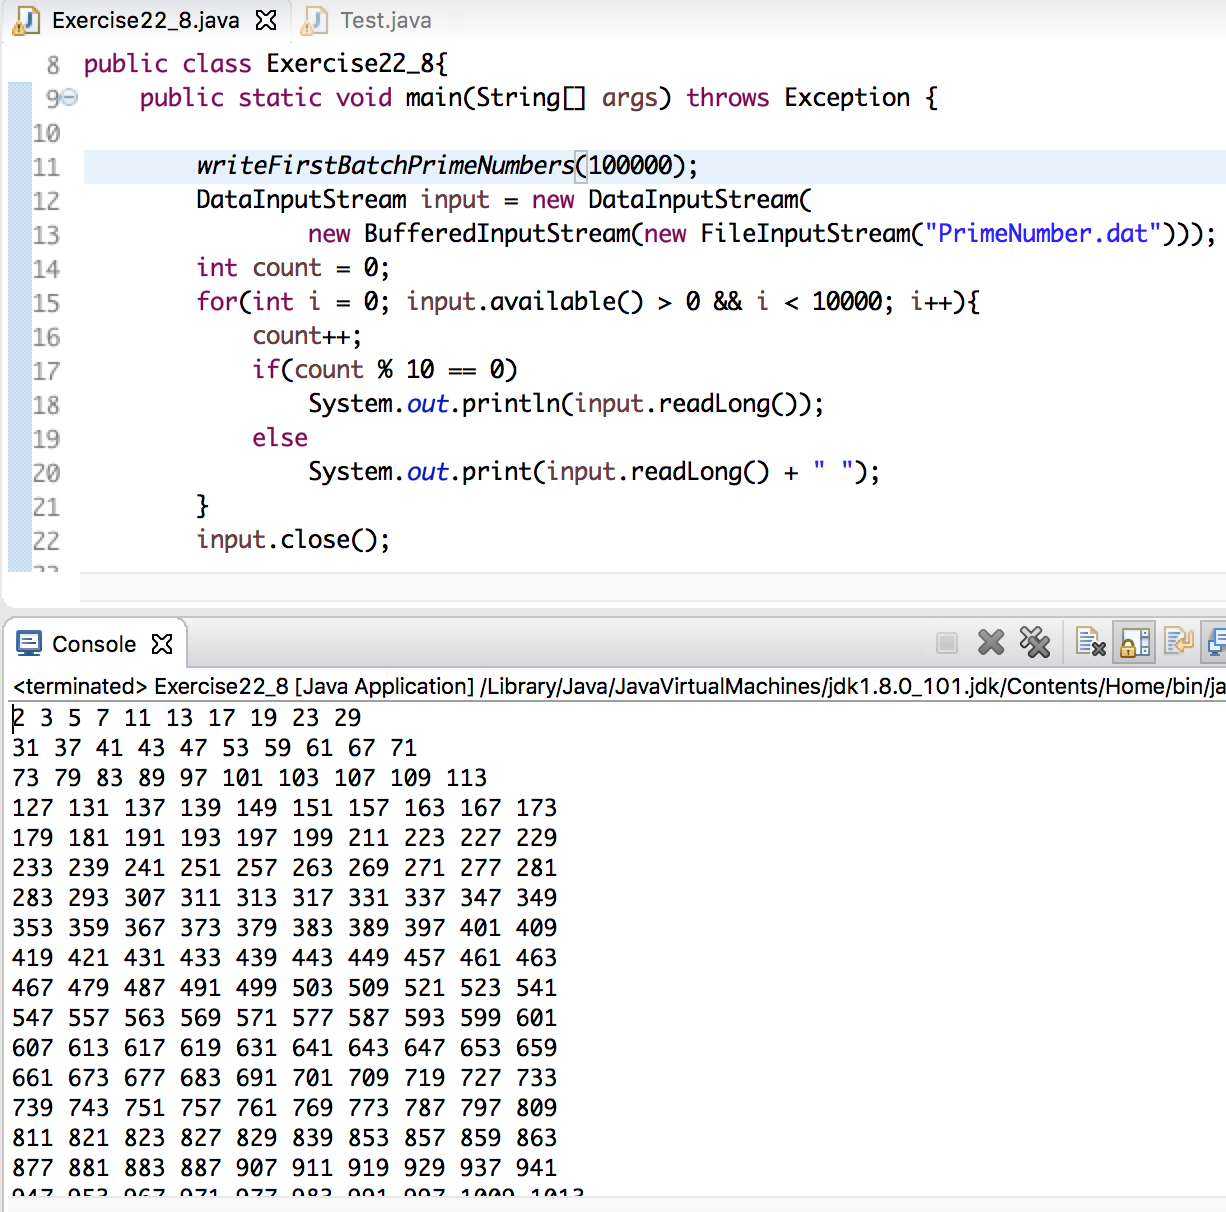 Exercise22_8.java Test.java
8 public class Exercise22_8{
9 public static void main(String[] args) throws Exception {
10
11 writeFirstBatchPrimeNumbers(100000);
12 DataInputStream input = new DataInputStream(
13 new BufferedInputStream(new FileInputStream("PrimeNumber.dat")));
14 int count = 0;
15 for(int i = 0; input.available() > 0 && i < 10000; i++){
16 count++;
17 if(count % 10 == 0)
18 System.out.println(input.readLong());
19 else
20 System.out.print(input.readLong() + " ");
21 }
22 input.close();
Console
<terminated> Exercise22_8 [Java Application] /Library/Java/JavaVirtualMachines/jdk1.8.0_101.jdk/Contents/Home/bin/ja
2 3 5 7 11 13 17 19 23 29
31 37 41 43 47 53 59 61 67 71
73 79 83 89 97 101 103 107 109 113
127 131 137 139 149 151 157 163 167 173
179 181 191 193 197 199 211 223 227 229
233 239 241 251 257 263 269 271 277 281
283 293 307 311 313 317 331 337 347 349
353 359 367 373 379 383 389 397 401 409
419 421 431 433 439 443 449 457 461 463
467 479 487 491 499 503 509 521 523 541
547 557 563 569 571 577 587 593 599 601
607 613 617 619 631 641 643 647 653 659
661 673 677 683 691 701 709 719 727 733
739 743 751 757 761 769 773 787 797 809
811 821 823 827 829 839 853 857 859 863
877 881 883 887 907 911 919 929 937 941
947 953 967 971 977 983 991 997 1009 1013